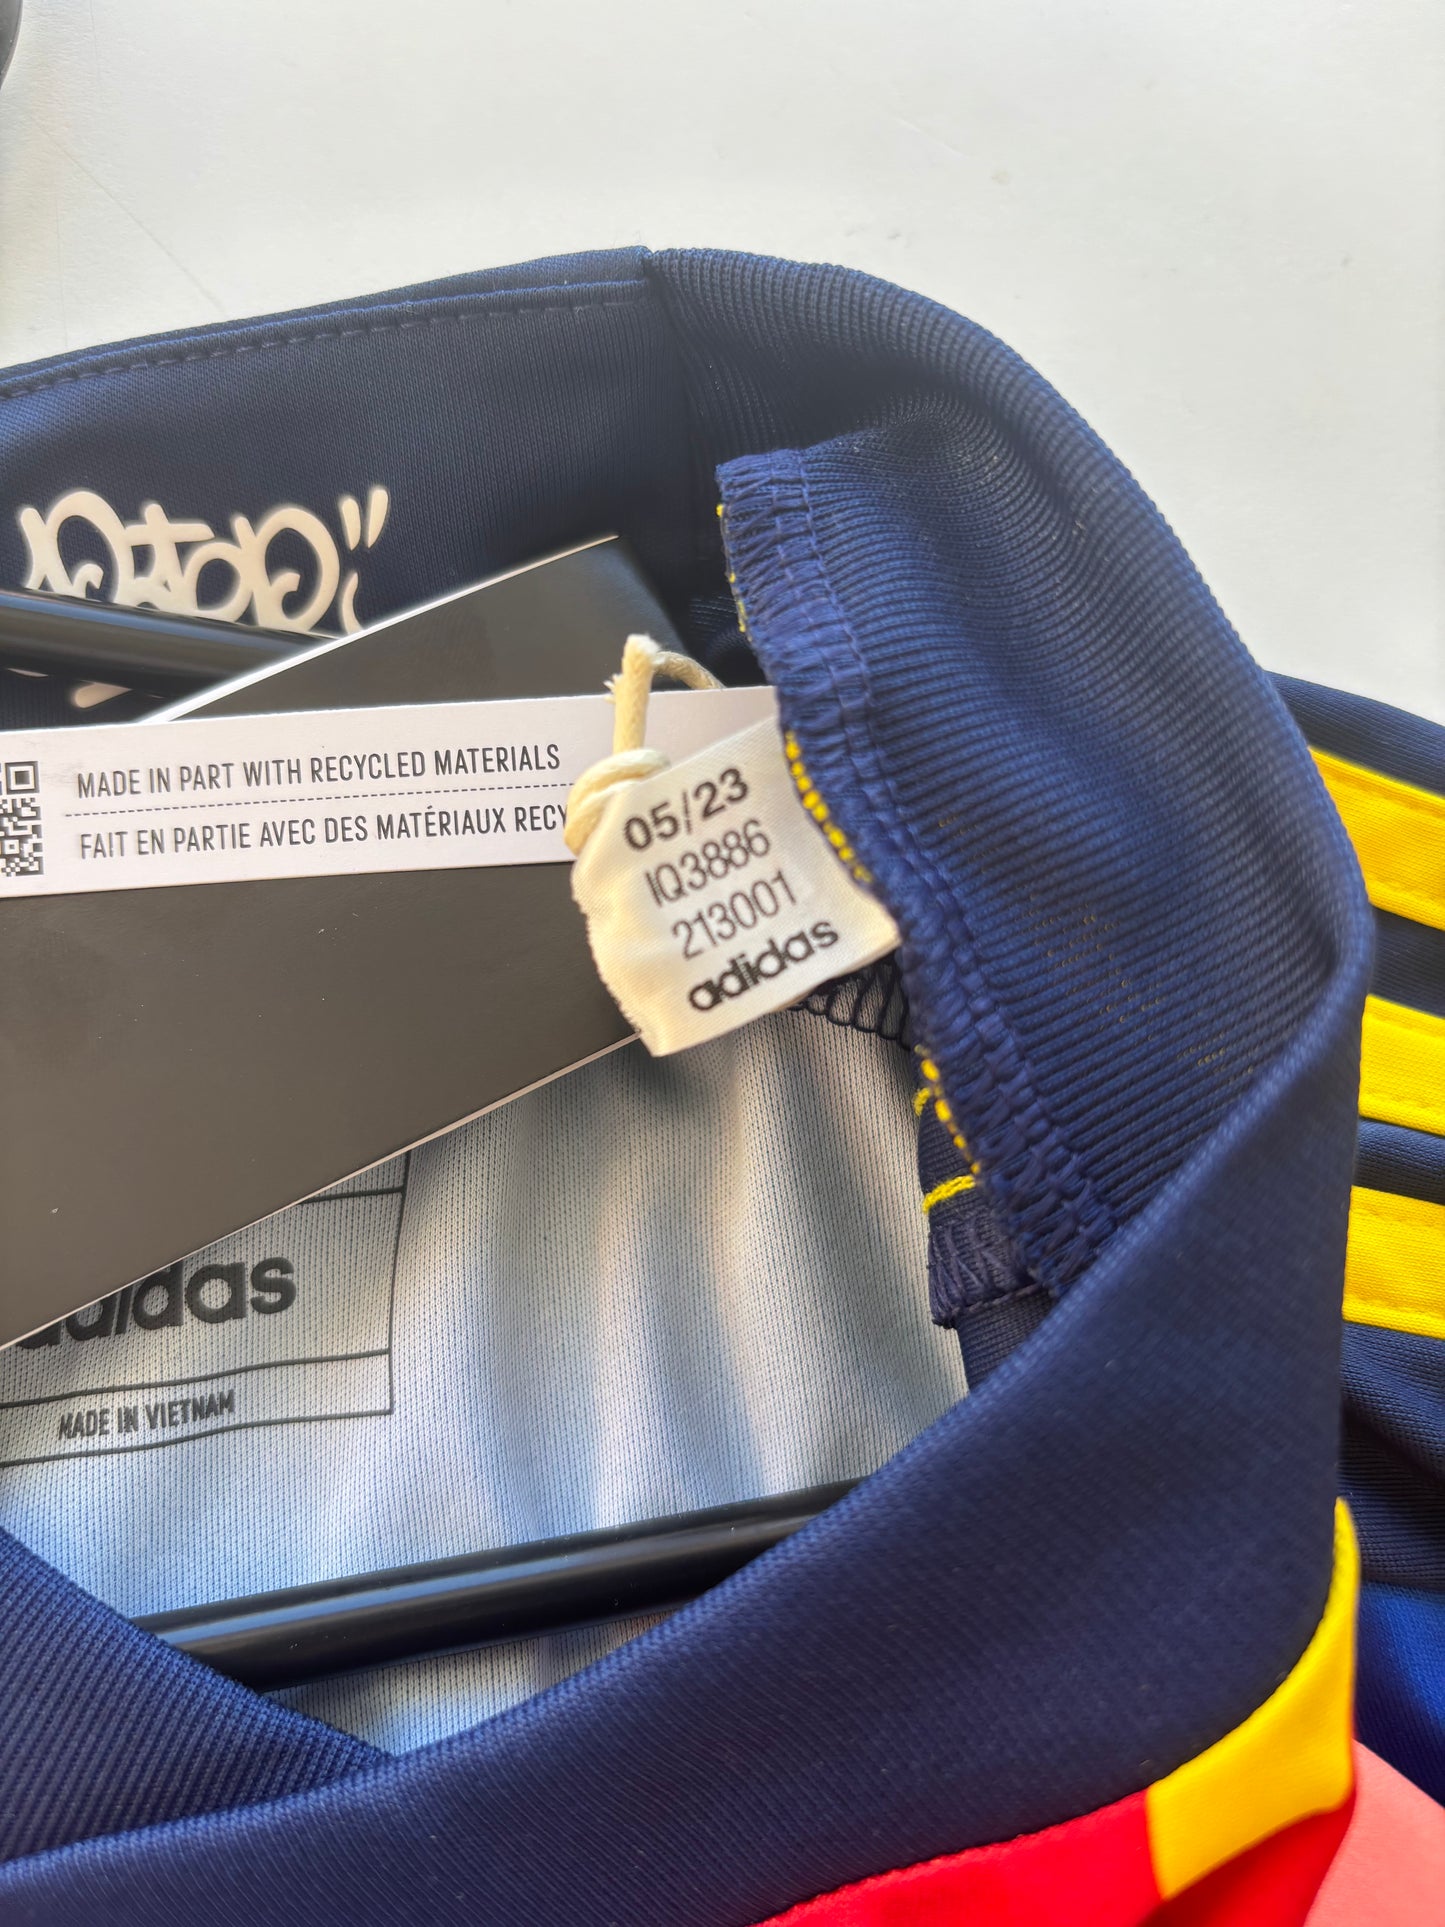 MADE IN PART WITH RECYCLED MATERIALS
FAIT EN PARTIE AVEC DES MATÉRIAUX
05/23
IQ3886
213001
adidas
adidas
MADE IN VIETNAM